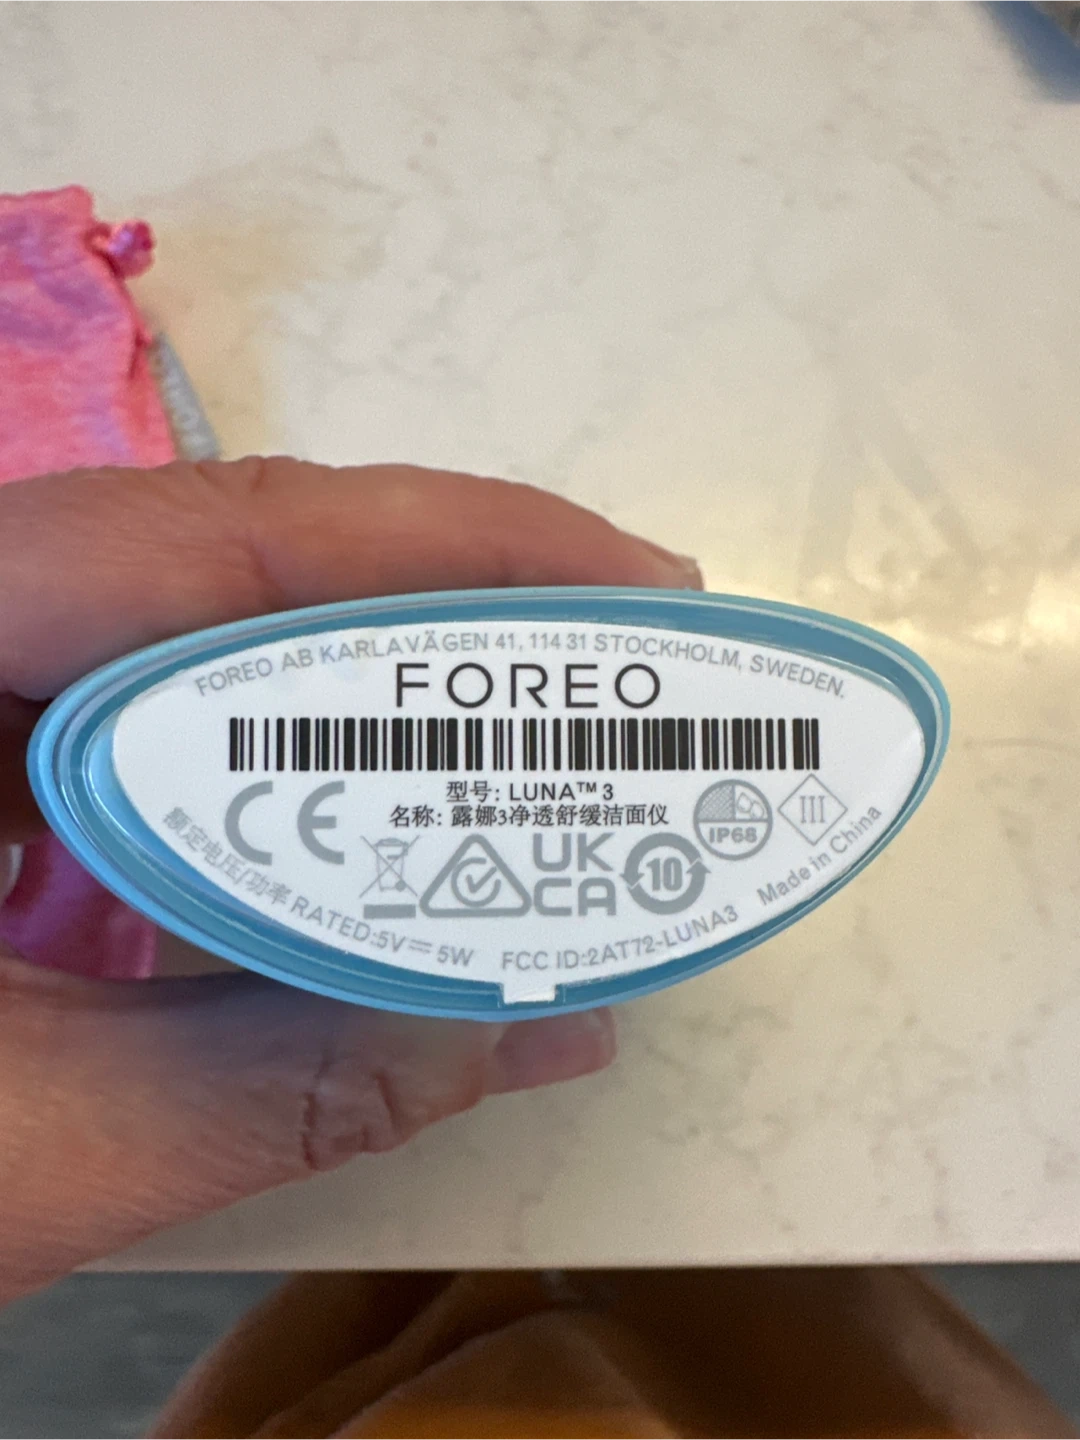 FOREO AB KARLAVÄGEN 41, 114 31 STOCKHOLM, SWEDEN.
FOREO
型号: LUNA™ 3
名称: 露娜3净透舒缓洁面仪
CE
UK
CA
10
IP68
III
Made in China
额定电压/功率 RATED:5V⎓5W
FCC ID:2AT72-LUNA3